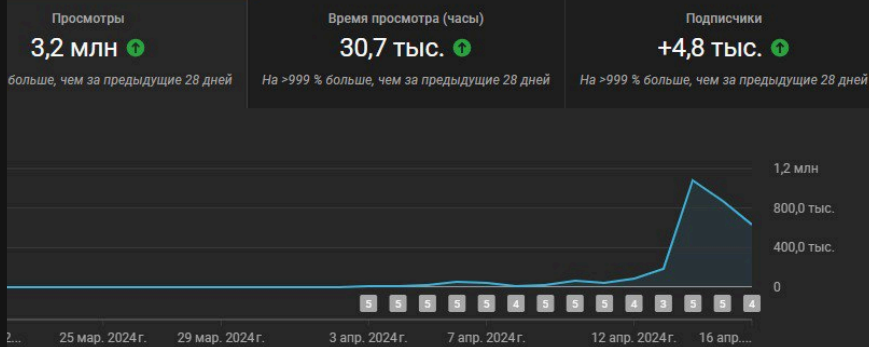 Просмотры
3,2 млн
больше, чем за предыдущие 28 дней
Время просмотра (часы)
30,7 тыс.
На >999 % больше, чем за предыдущие 28 дней
Подписчики
+4,8 тыс.
На >999 % больше, чем за предыдущие 28 дней
1,2 млн
800,0 тыс.
400,0 тыс.
0
5 5 5 5 5 4 5 5 5 4 3 5 5 4
2... 25 мар. 2024 г. 29 мар. 2024 г. 3 апр. 2024 г. 7 апр. 2024 г. 12 апр. 2024 г. 16 апр....